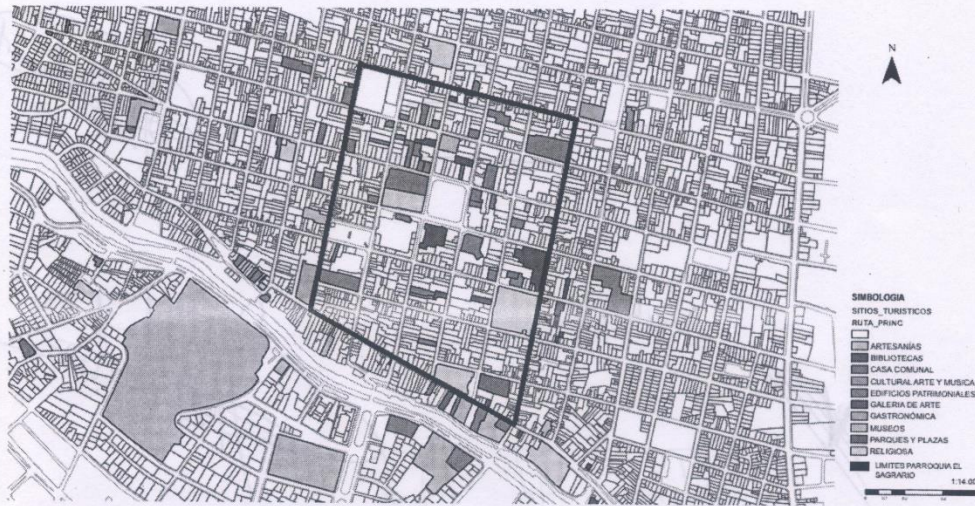 N
SIMBOLOGIA
SITIOS_TURISTICOS
RUTA_PRINC
ARTESANÍAS
BIBLIOTECAS
CASA COMUNAL
CULTURAL ARTE Y MUSICA
EDIFICIOS PATRIMONIALES
GALERIA DE ARTE
GASTRONÓMICA
MUSEOS
PARQUES Y PLAZAS
RELIGIOSA
LIMITES PARROQUIA EL
SAGRARIO